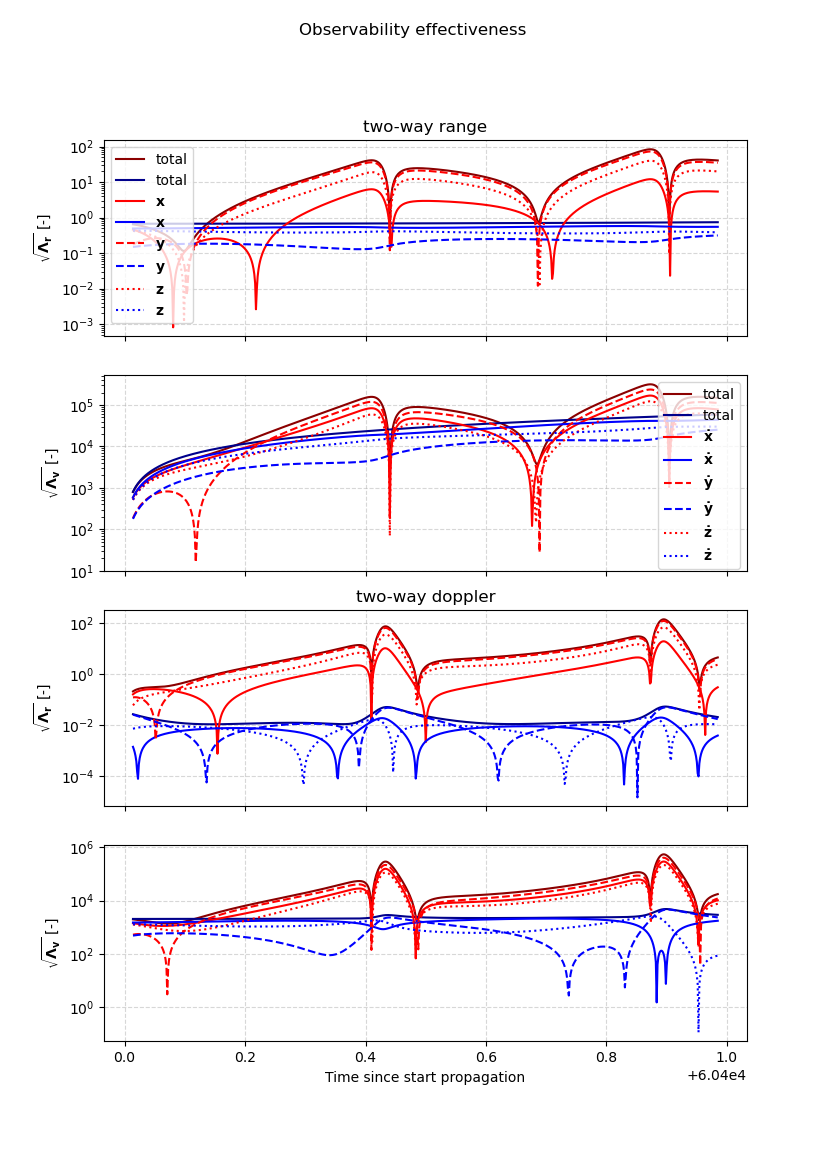 Observability effectiveness
two-way range
10²
10¹
10⁰
10⁻¹
10⁻²
10⁻³
√Λᵣ [-]
total
total
x
x
y
y
z
z
10⁵
10⁴
10³
10²
10¹
√Λᵥ [-]
total
total
ẋ
ẋ
ẏ
ẏ
ż
ż
two-way doppler
10²
10⁰
10⁻²
10⁻⁴
√Λᵣ [-]
10⁶
10⁴
10²
10⁰
√Λᵥ [-]
0.0 0.2 0.4 0.6 0.8 1.0
Time since start propagation
+6.04e4